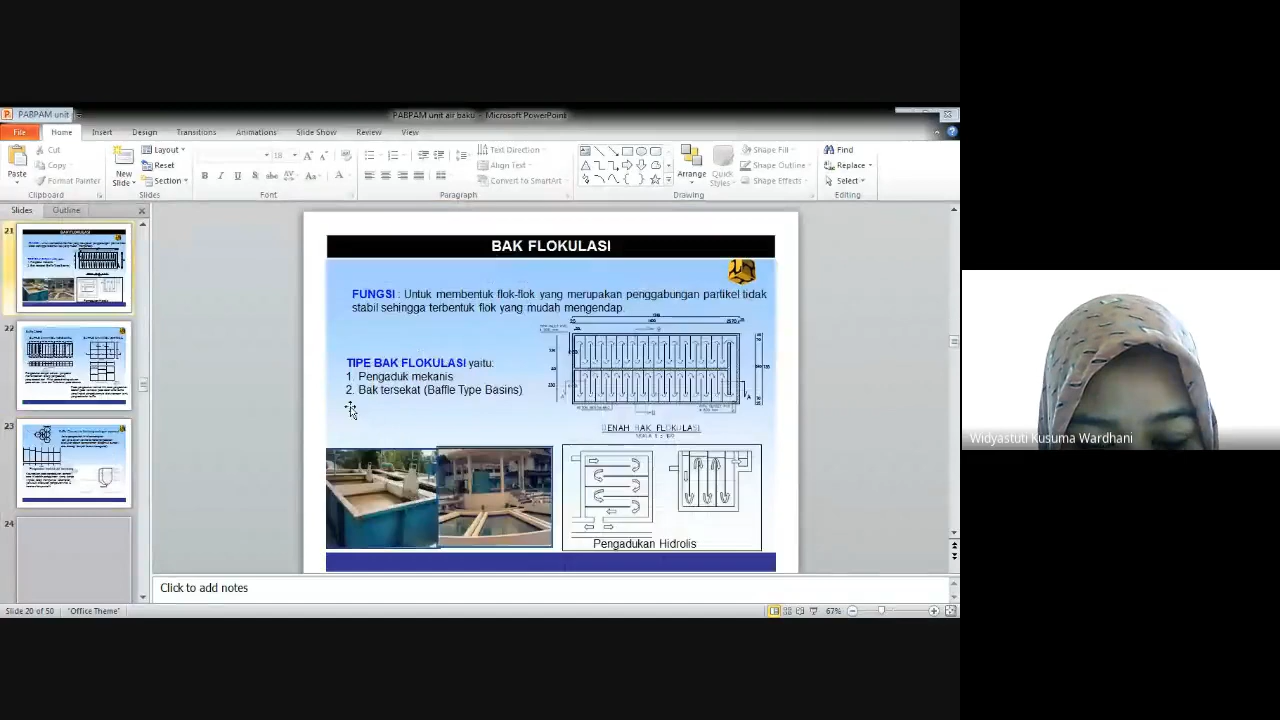 PABPAM unit
PABPAM unit air baku - Microsoft PowerPoint
File Home Insert Design Transitions Animations Slide Show Review View
Cut
Copy
Format Painter
Paste
Clipboard
New
Slide
Layout
Reset
Section
Slides
18
Font
Text Direction
Align Text
Convert to SmartArt
Paragraph
Arrange
Quick
Styles
Shape Fill
Shape Outline
Shape Effects
Drawing
Find
Replace
Select
Editing
Slides Outline
21
22
23
24
BAK FLOKULASI
FUNGSI : Untuk membentuk flok-flok yang merupakan penggabungan partikel tidak
stabil sehingga terbentuk flok yang mudah mengendap.
TIPE BAK FLOKULASI yaitu:
1. Pengaduk mekanis
2. Bak tersekat (Baffle Type Basins)
DENAH BAK FLOKULASI
Pengadukan Hidrolis
Click to add notes
Slide 20 of 50 "Office Theme" 67%
Widyastuti Kusuma Wardhani